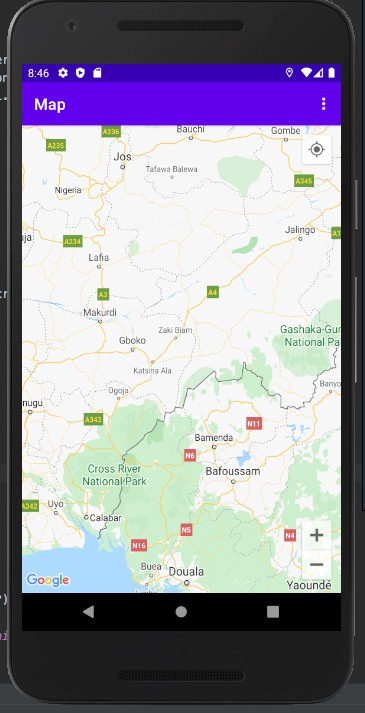 8:46
Map
A236
Bauchi
Gombe
A235
Jos
Tafawa Balewa
A345
Nigeria
Jalingo
A234
Lafia
A3
A4
Makurdi
Zaki Biam
Gboko
Gashaka-Gum
National Pa
Katsina Ala
Banyo
Ogoja
nugu
A343
N11
Bamenda
N6
Cross River
National Park
Bafoussam
A342
Uyo
Calabar
N5
N4
N16
Buea
Douala
Google
Yaoundé